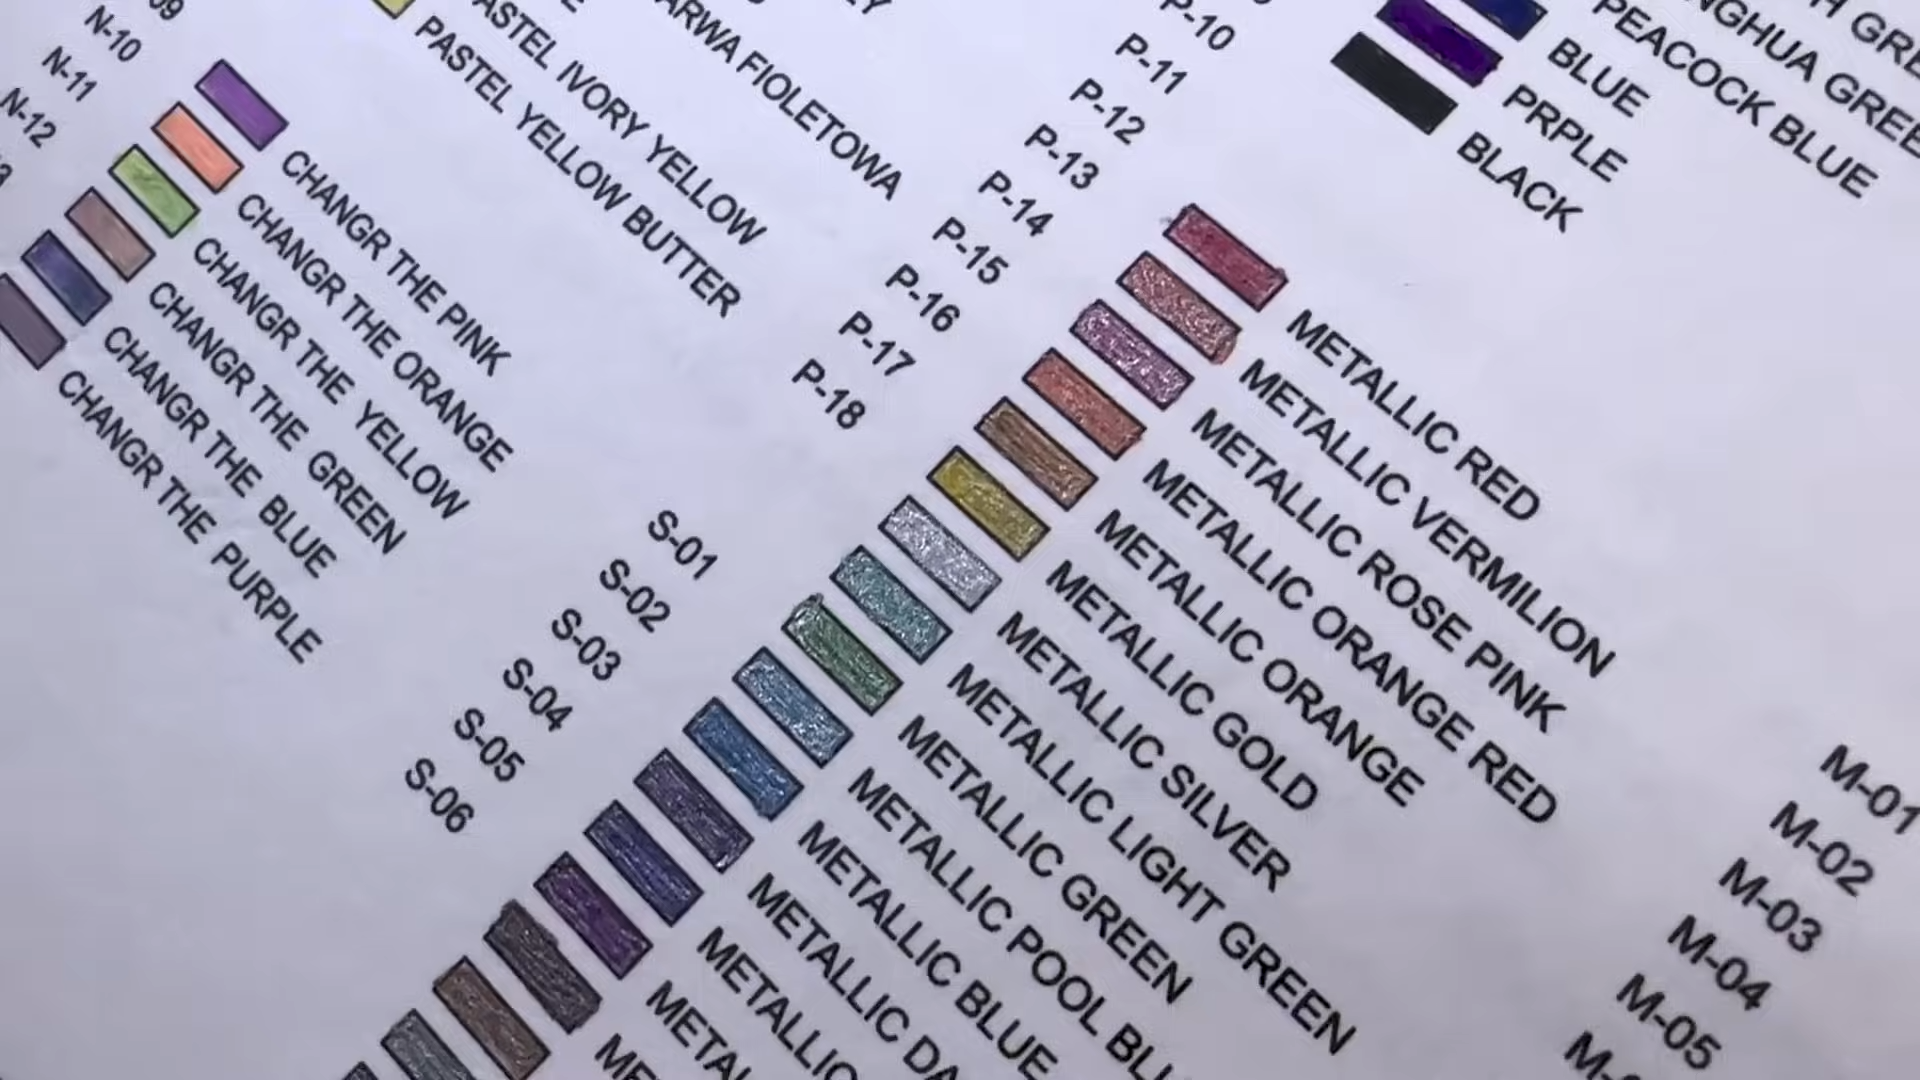 N-10
N-11
N-12
CHANGR THE PINK
CHANGR THE ORANGE
CHANGR THE YELLOW
CHANGR THE GREEN
CHANGR THE BLUE
CHANGR THE PURPLE
FIOLETOWA
PASTEL IVORY YELLOW
PASTEL YELLOW BUTTER
P-10
P-11
P-12
P-13
P-14
P-15
P-16
P-17
P-18
S-01
S-02
S-03
S-04
S-05
S-06
PEACOCK BLUE
BLUE
PRPLE
BLACK
METALLIC RED
METALLIC VERMILION
METALLIC ROSE PINK
METALLIC ORANGE RED
METALLIC ORANGE
METALLIC GOLD
METALLIC SILVER
METALLIC LIGHT GREEN
METALLIC GREEN
METALLIC POOL
METALLIC BLUE
METALLIC
METALLIC
M-01
M-02
M-03
M-04
M-05